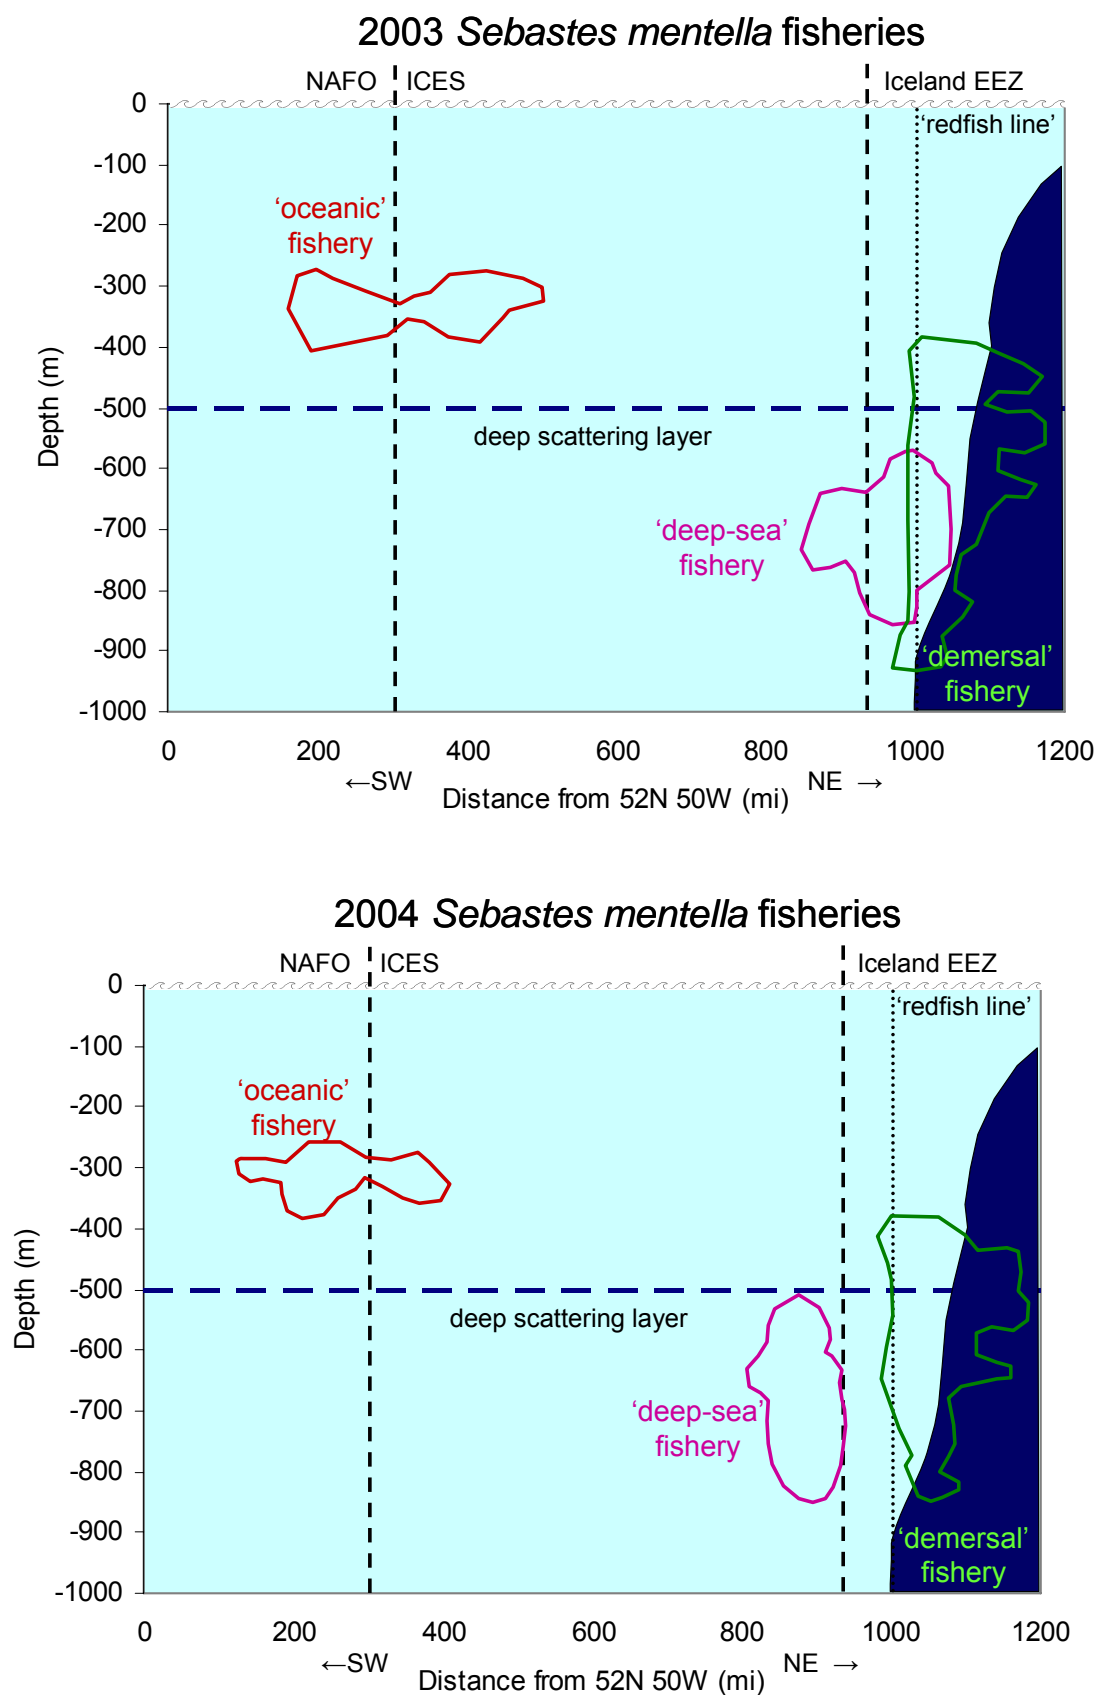 2003 Sebastes mentella fisheries
NAFO ICES Iceland EEZ
0
'redfish line'
-100
-200
'oceanic'
fishery
-300
-400
-500
deep scattering layer
-600
'deep-sea'
fishery
-700
-800
-900
'demersal'
fishery
-1000
Depth (m)
0 200 400 600 800 1000 1200
←SW NE →
Distance from 52N 50W (mi)
2004 Sebastes mentella fisheries
NAFO ICES Iceland EEZ
0
'redfish line'
-100
'oceanic'
fishery
-200
-300
-400
-500
deep scattering layer
-600
'deep-sea'
fishery
-700
-800
-900
'demersal'
fishery
-1000
Depth (m)
0 200 400 600 800 1000 1200
←SW NE →
Distance from 52N 50W (mi)